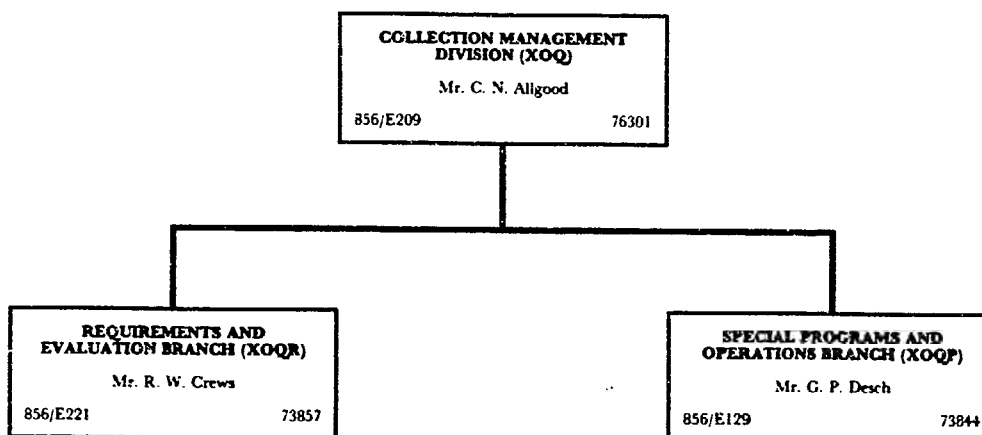 COLLECTION MANAGEMENT
DIVISION (XOQ)
Mr. C. N. Allgood
856/E209 76301
REQUIREMENTS AND
EVALUATION BRANCH (XOQR)
Mr. R. W. Crews
856/E221 73857
SPECIAL PROGRAMS AND
OPERATIONS BRANCH (XOQP)
Mr. G. P. Desch
856/E129 73844